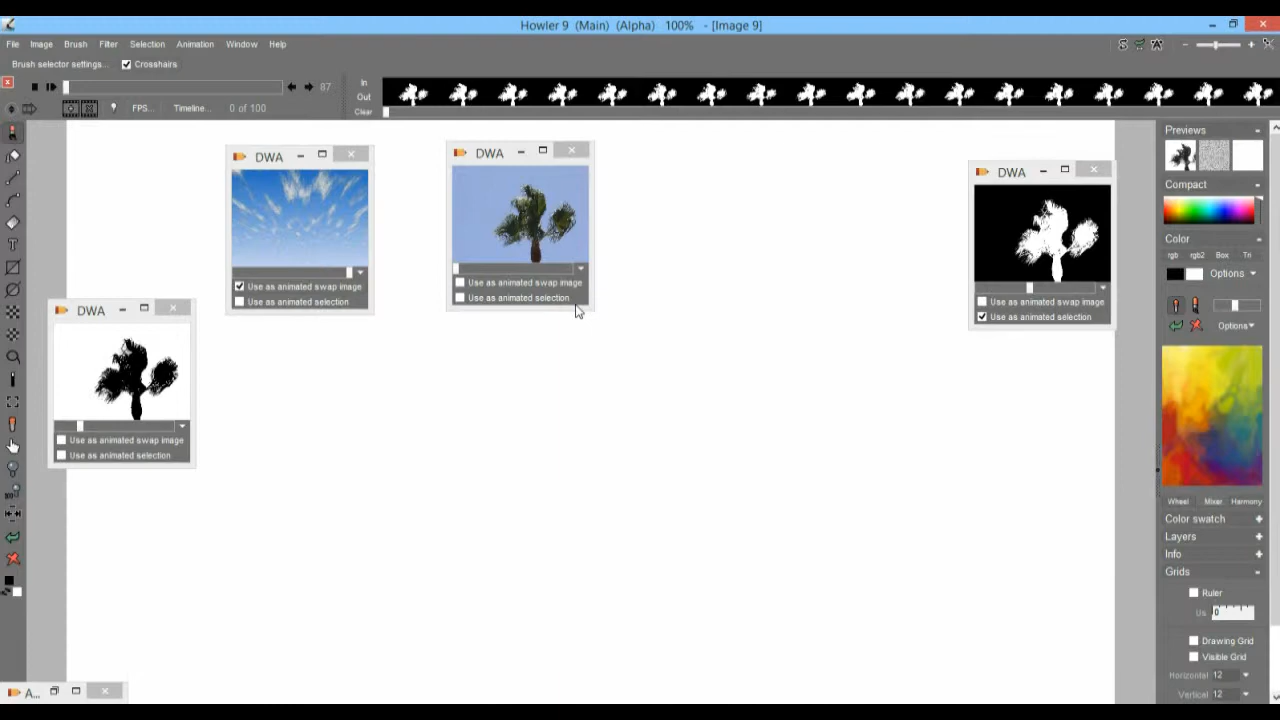 Howler 9 (Main) (Alpha) 100% - [Image 9]
File Image Brush Filter Selection Animation Window Help
Brush selector settings... Crosshairs
87
FPS... Timeline... 0 of 100
In
Out
Clear
DWA
Use as animated swap image
Use as animated selection
DWA
Use as animated swap image
Use as animated selection
DWA
Use as animated swap image
Use as animated selection
DWA
Use as animated swap image
Use as animated selection
A...
Previews
Compact
Color
rgb rgb2 Box Tri
Options
Options
Wheel Mixer Harmony
Color swatch
Layers
Info
Grids
Ruler
Us 0
Drawing Grid
Visible Grid
Horizontal 12
Vertical 12